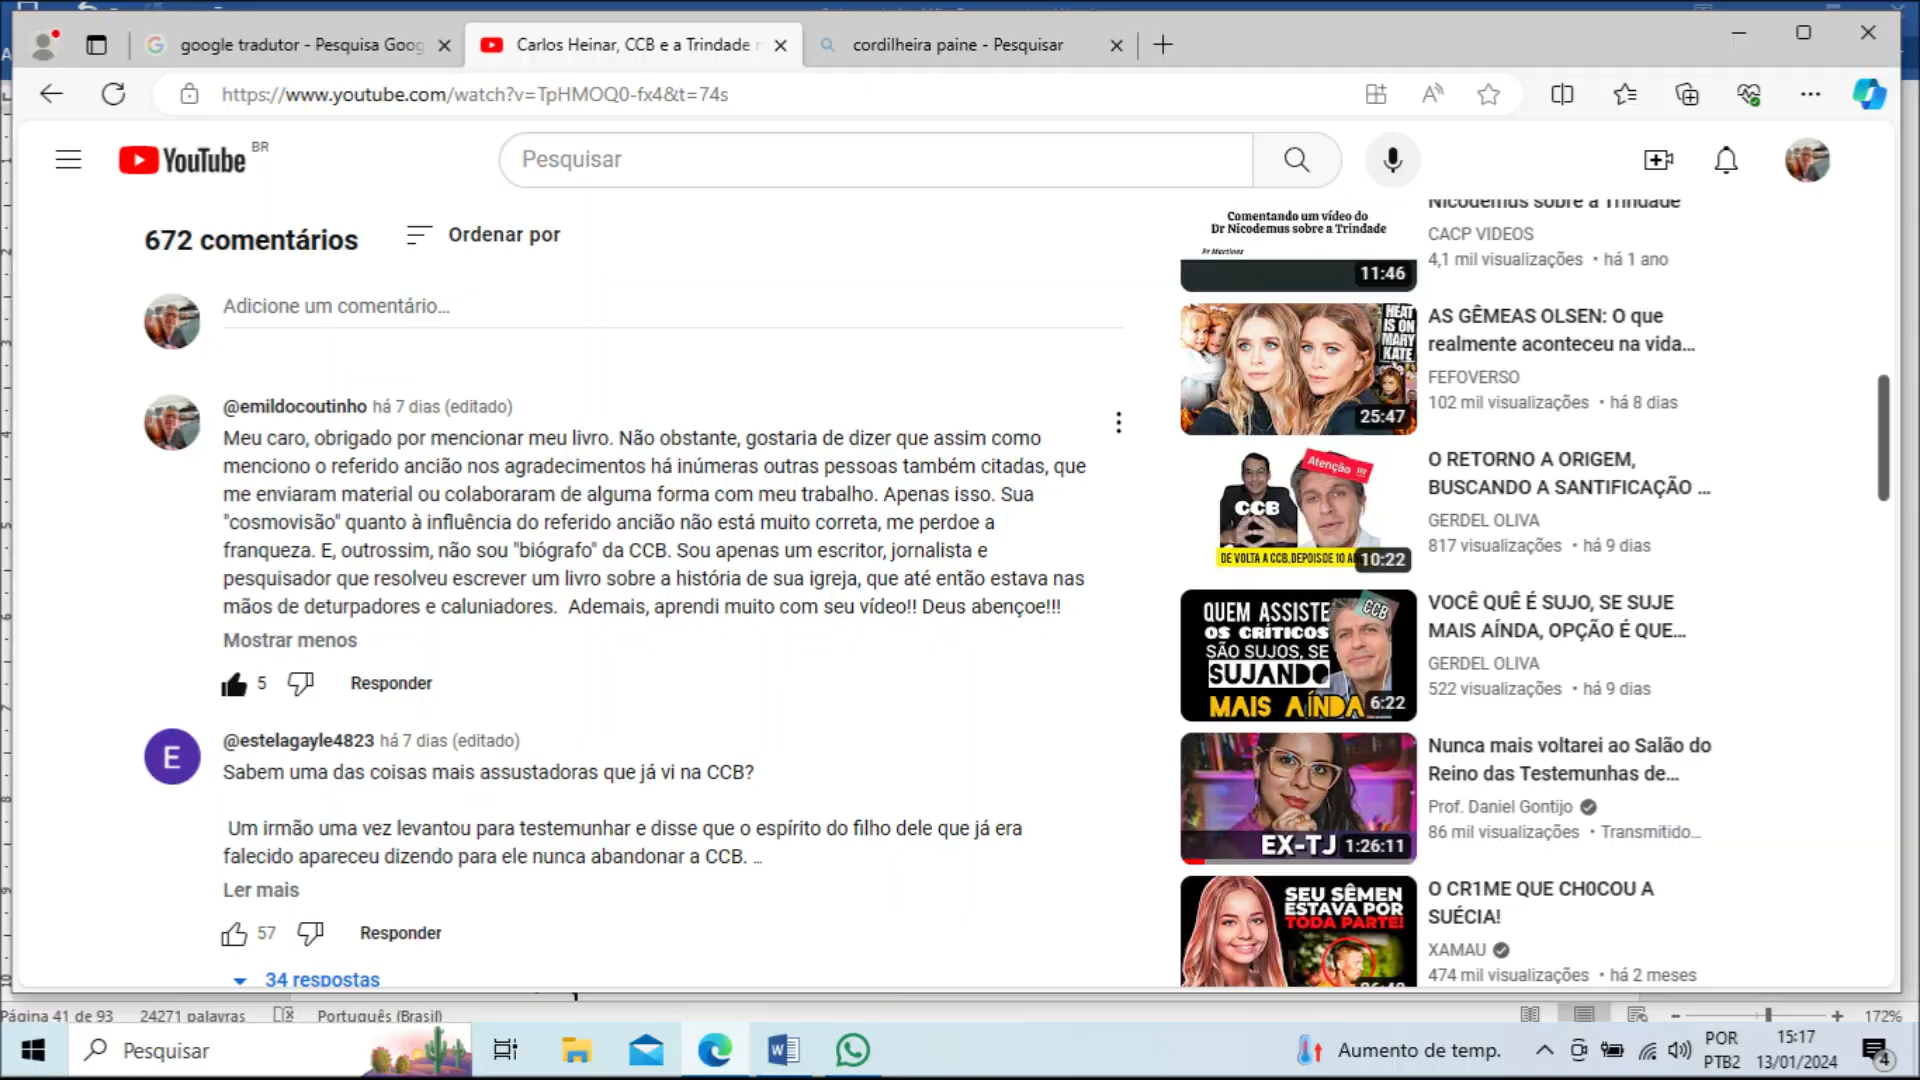 google tradutor - Pesquisa Goog
Carlos Heinar, CCB e a Trindade
cordilheira paine - Pesquisar
https://www.youtube.com/watch?v=TpHMOQ0-fx4&t=74s
YouTube BR
Pesquisar
672 comentários
Ordenar por
Adicione um comentário...
@emildocoutinho há 7 dias (editado)
Meu caro, obrigado por mencionar meu livro. Não obstante, gostaria de dizer que assim como
menciono o referido ancião nos agradecimentos há inúmeras outras pessoas também citadas, que
me enviaram material ou colaboraram de alguma forma com meu trabalho. Apenas isso. Sua
"cosmovisão" quanto à influência do referido ancião não está muito correta, me perdoe a
franqueza. E, outrossim, não sou "biógrafo" da CCB. Sou apenas um escritor, jornalista e
pesquisador que resolveu escrever um livro sobre a história de sua igreja, que até então estava nas
mãos de deturpadores e caluniadores.  Ademais, aprendi muito com seu vídeo!! Deus abençoe!!!
Mostrar menos
5
Responder
E
@estelagayle4823 há 7 dias (editado)
Sabem uma das coisas mais assustadoras que já vi na CCB?
Um irmão uma vez levantou para testemunhar e disse que o espírito do filho dele que já era
falecido apareceu dizendo para ele nunca abandonar a CCB. ...
Ler mais
57
Responder
34 respostas
Comentando um vídeo do
Dr Nicodemus sobre a Trindade
Pr Martinez
11:46
Nicodemus sobre a Trindade
CACP VIDEOS
4,1 mil visualizações • há 1 ano
HEAT
IS ON
MARY
KATE
25:47
AS GÊMEAS OLSEN: O que
realmente aconteceu na vida...
FEFOVERSO
102 mil visualizações • há 8 dias
Atenção !!!
CCB
DE VOLTA A CCB, DEPOIS DE 10 A
10:22
O RETORNO A ORIGEM,
BUSCANDO A SANTIFICAÇÃO ...
GERDEL OLIVA
817 visualizações • há 9 dias
QUEM ASSISTE
OS CRÍTICOS
SÃO SUJOS, SE
SUJANDO
MAIS AÍNDA
CCB
6:22
VOCÊ QUÊ É SUJO, SE SUJE
MAIS AÍNDA, OPÇÃO É QUE...
GERDEL OLIVA
522 visualizações • há 9 dias
EX-TJ
1:26:11
Nunca mais voltarei ao Salão do
Reino das Testemunhas de...
Prof. Daniel Gontijo
86 mil visualizações • Transmitido...
SEU SÊMEN
ESTAVA POR
TODA PARTE!
O CR1ME QUE CH0COU A
SUÉCIA!
XAMAU
474 mil visualizações • há 2 meses
Página 41 de 93
24271 palavras
Português (Brasil)
172%
Pesquisar
Aumento de temp.
POR
PTB2
15:17
13/01/2024
4